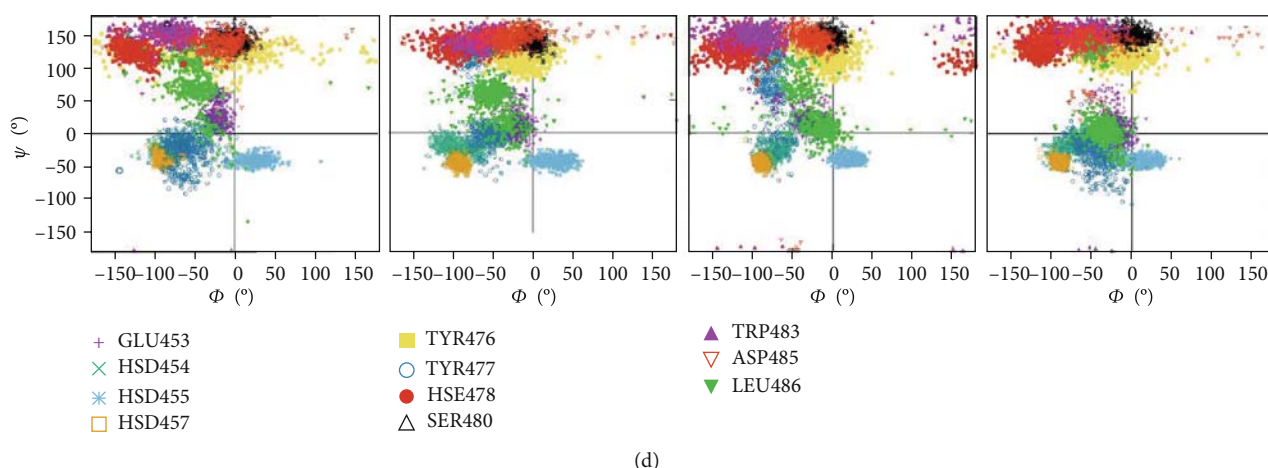 150
100
50
0
−50
−100
−150
ψ (°)
−150 −100 −50 0 50 100 150
Φ (°)
−150 −100 −50 0 50 100 150
Φ (°)
−150 −100 −50 0 50 100 150
Φ (°)
−150 −100 −50 0 50 100 150
Φ (°)
GLU453
HSD454
HSD455
HSD457
TYR476
TYR477
HSE478
SER480
TRP483
ASP485
LEU486
(d)